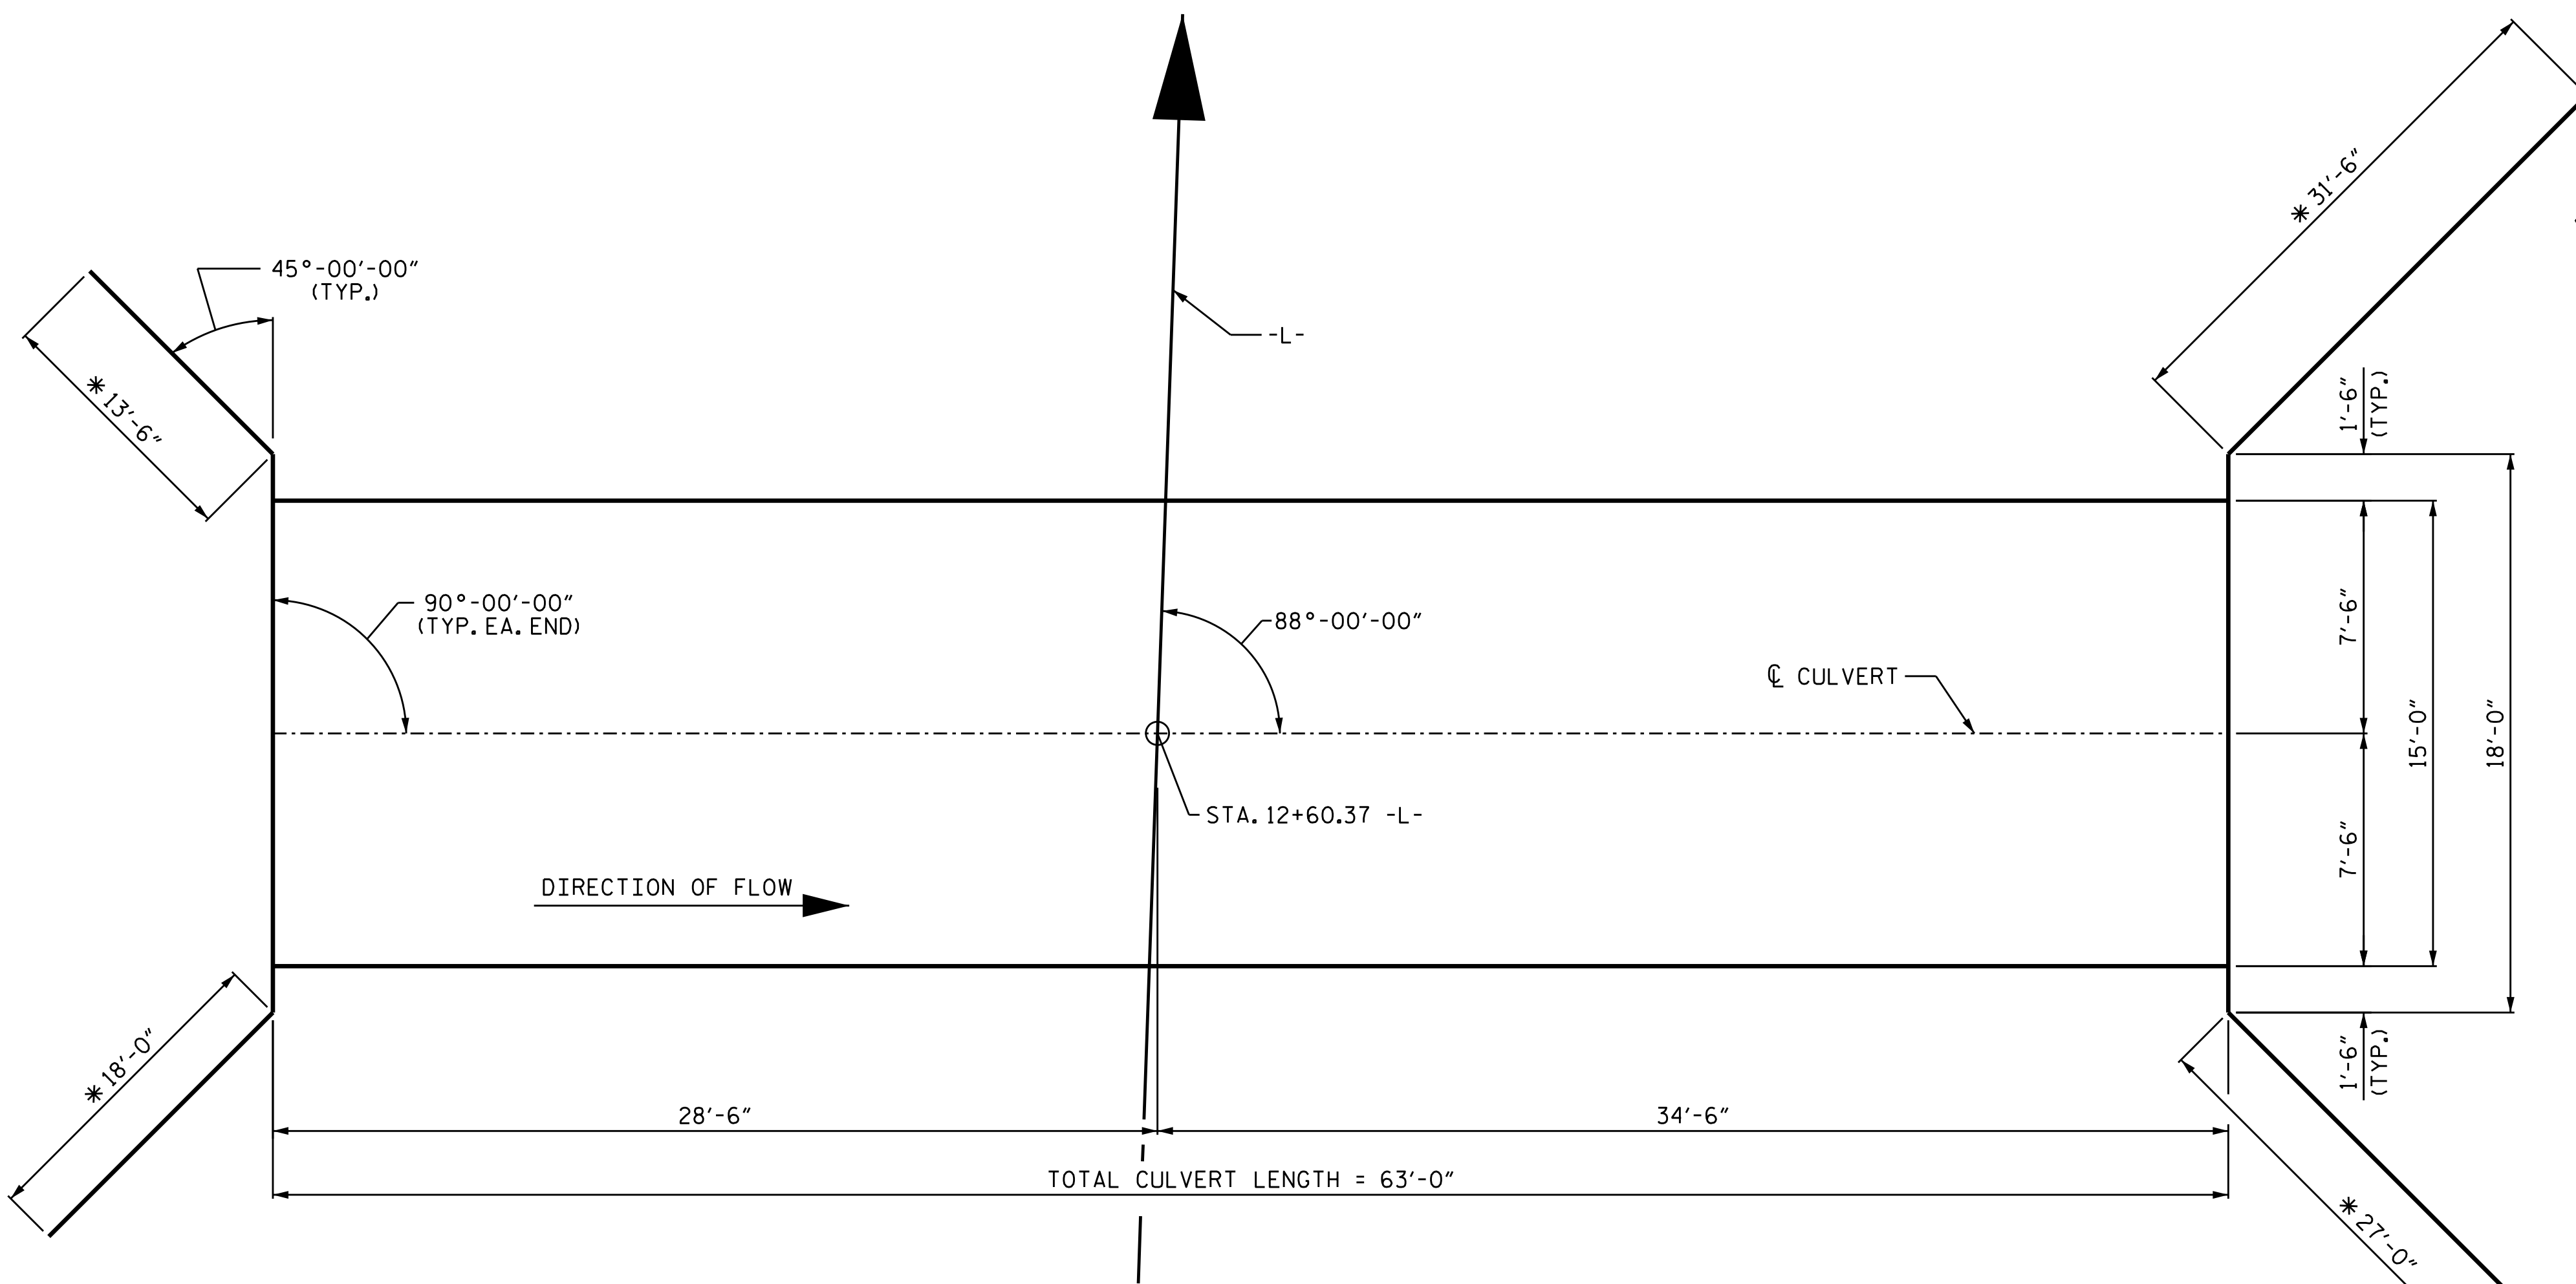 ✳ 31'-6"
45°-00'-00"
(TYP.)
-L-
✳ 13'-6"
1'-6"
(TYP.)
90°-00'-00"
(TYP. EA. END)
88°-00'-00"
7'-6"
℄ CULVERT
15'-0"
18'-0"
STA. 12+60.37 -L-
7'-6"
DIRECTION OF FLOW
✳ 18'-0"
1'-6"
(TYP.)
28'-6"
34'-6"
TOTAL CULVERT LENGTH = 63'-0"
✳ 27'-0"